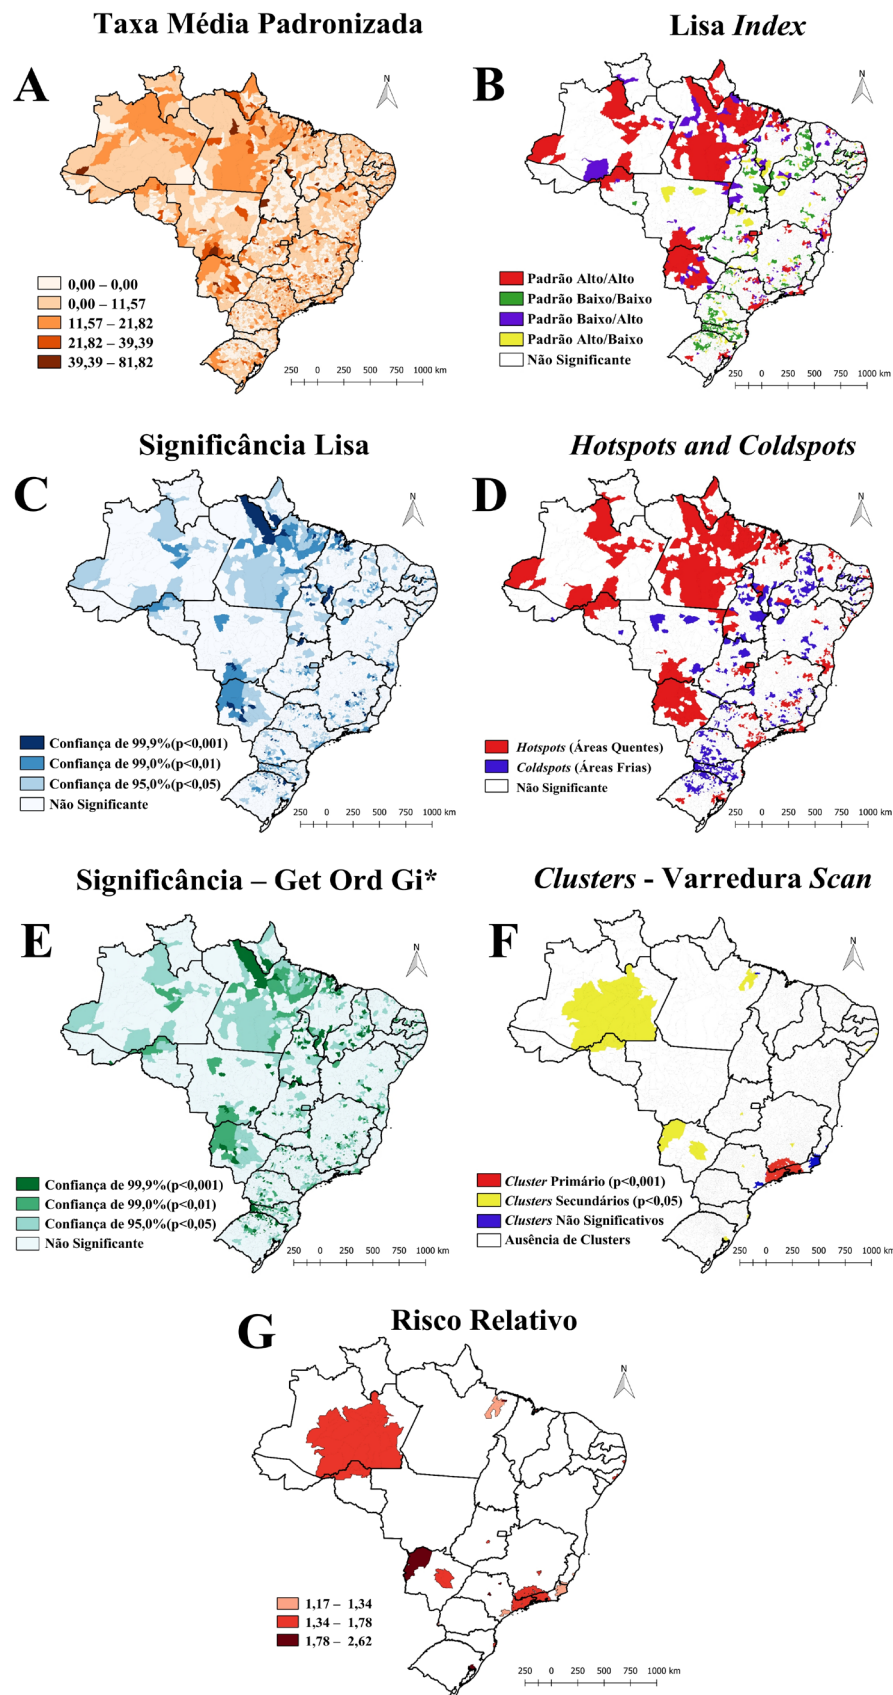 Taxa Média Padronizada
A
N
0,00 – 0,00
0,00 – 11,57
11,57 – 21,82
21,82 – 39,39
39,39 – 81,82
250 0 250 500 750 1000 km
Lisa Index
B
N
Padrão Alto/Alto
Padrão Baixo/Baixo
Padrão Baixo/Alto
Padrão Alto/Baixo
Não Significante
250 0 250 500 750 1000 km
Significância Lisa
C
N
Confiança de 99,9%(p<0,001)
Confiança de 99,0%(p<0,01)
Confiança de 95,0%(p<0,05)
Não Significante
250 0 250 500 750 1000 km
Hotspots and Coldspots
D
N
Hotspots (Áreas Quentes)
Coldspots (Áreas Frias)
Não Significante
250 0 250 500 750 1000 km
Significância – Get Ord Gi*
E
N
Confiança de 99,9%(p<0,001)
Confiança de 99,0%(p<0,01)
Confiança de 95,0%(p<0,05)
Não Significante
250 0 250 500 750 1000 km
Clusters - Varredura Scan
F
N
Cluster Primário (p<0,001)
Clusters Secundários (p<0,05)
Clusters Não Significativos
Ausência de Clusters
250 0 250 500 750 1000 km
Risco Relativo
G
N
1,17 – 1,34
1,34 – 1,78
1,78 – 2,62
250 0 250 500 750 1000 km